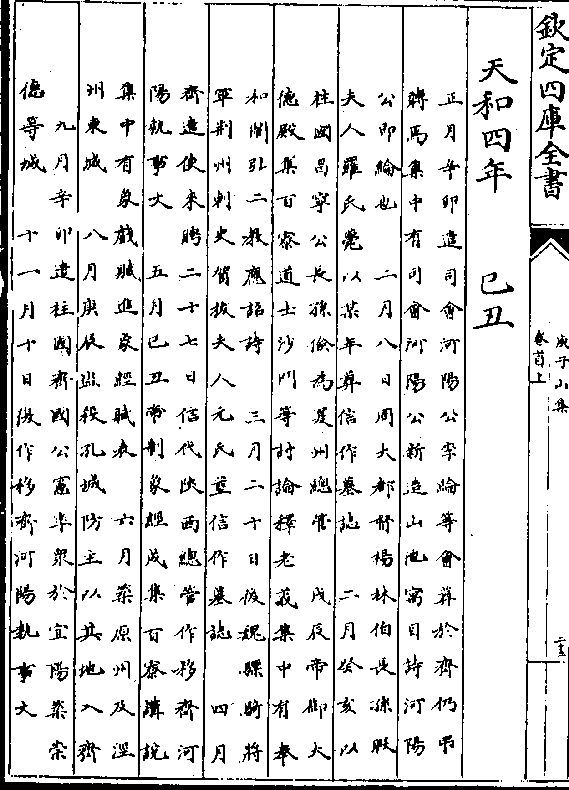 欽定四庫全書
庾子山集
卷首上
天和四年 己丑
正月辛卯遣司會河陽公李綸等會葬於齊仍弔
賻焉集中有司會河陽公新造山池寓目詩河陽
公即綸也 二月八日周大都督楊林伯長孫瑕
夫人羅氏薨以某年葬信作墓誌 二月癸亥以
柱國昌寧公長孫儉為夏州總管 戊辰帝御大
德殿集百寮道士沙門等討論釋老義集中有奉
和闡弘二教應詔詩 三月二十日後魏驃騎將
軍荆州刺史賀拔夫人元氏薨信作墓誌 四月
齊遣使來聘 二十七日信代陝西總管作移齊河
陽執事文 五月己丑帝制象經成集百寮講說
集中有象戲賦進象經賦表 六月築原州及涇
州東城 八月庚辰盜殺孔城防主以其地入齊
九月辛卯遣柱國齊國公憲率衆於宜陽築崇
德等城 十一月十日復作移齊河陽執事文